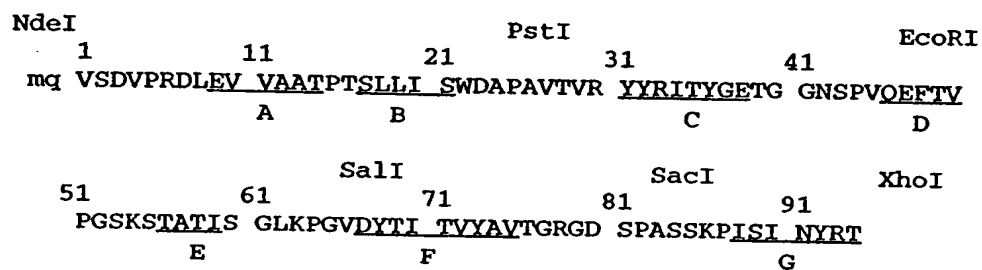 NdeI PstI EcoRI
1 11 21 31 41
mq VSDVPRDLEV VAATPTSLLI SWDAPAVTVR YYRITYGETG GNSPVQEFTV
A B C D
SalI SacI XhoI
51 61 71 81 91
PGSKSTATIS GLKPGVDYTI TVYAVTGRGD SPASSKPISI NYRT
E F G